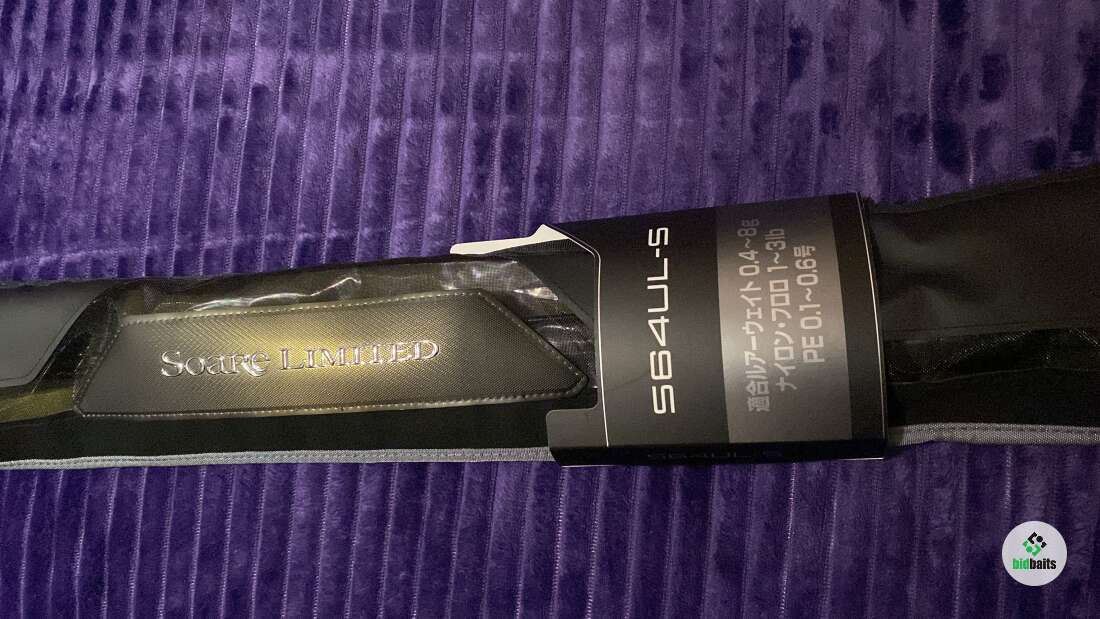 Soare LIMITED
S64UL-S
適合ルアーウェイト 0.4~8g
ナイロン・フロロ 1~3lb
PE 0.1~0.6号
bidbaits